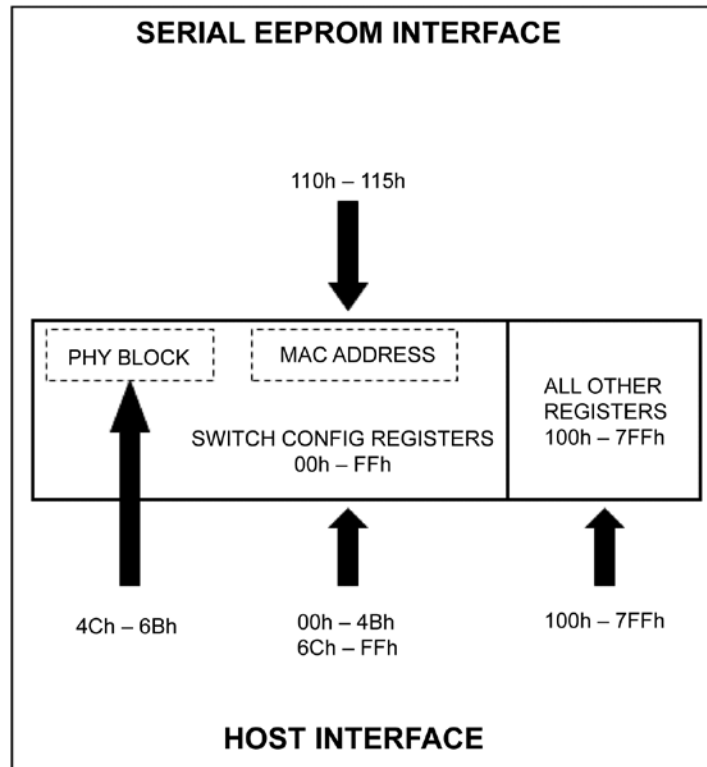 SERIAL EEPROM INTERFACE
110h – 115h
PHY BLOCK
MAC ADDRESS
ALL OTHER
REGISTERS
100h – 7FFh
SWITCH CONFIG REGISTERS
00h – FFh
4Ch – 6Bh
00h – 4Bh
6Ch – FFh
100h – 7FFh
HOST INTERFACE